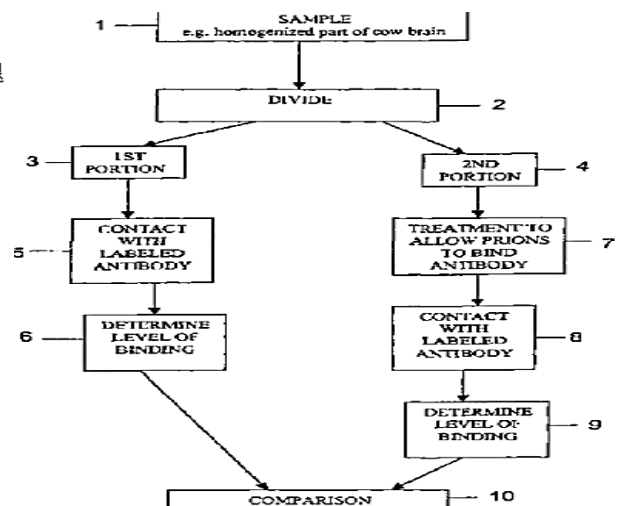 1
SAMPLE
e.g. homogenized part of cow brain
DIVIDE
2
3
1ST
PORTION
2ND
PORTION
4
5
CONTACT
WITH
LABELED
ANTIBODY
TREATMENT TO
ALLOW PRIONS
TO BIND
ANTIBODY
7
6
DETERMINE
LEVEL OF
BINDING
CONTACT
WITH
LABELED
ANTIBODY
8
DETERMINE
LEVEL OF
BINDING
9
COMPARISON
10